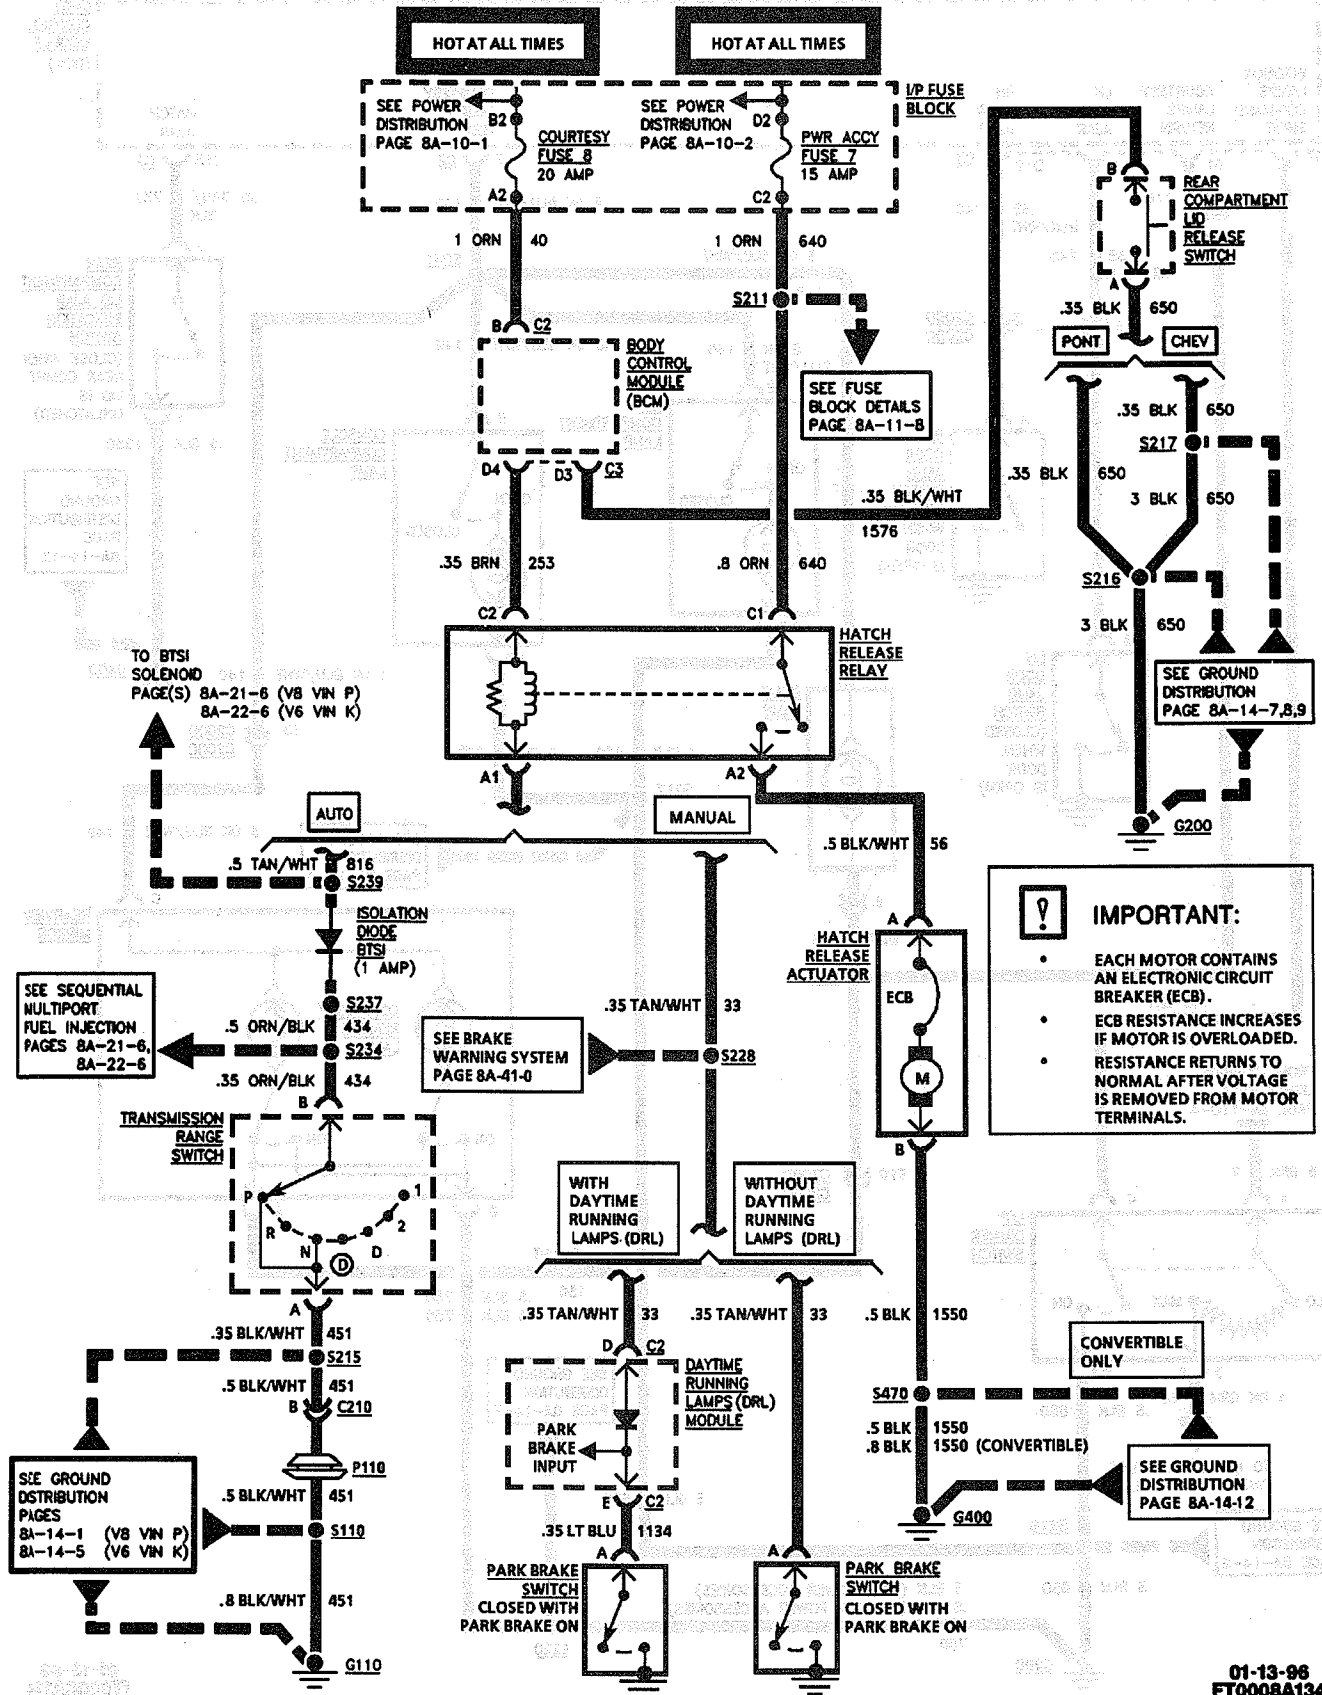 HOT AT ALL TIMES
HOT AT ALL TIMES
I/P FUSE
BLOCK
SEE POWER
DISTRIBUTION
PAGE 8A-10-1
B2
COURTESY
FUSE 8
20 AMP
A2
SEE POWER
DISTRIBUTION
PAGE 8A-10-2
D2
PWR ACCY
FUSE 7
15 AMP
C2
B
REAR
COMPARTMENT
LID
RELEASE
SWITCH
A
1 ORN 40
1 ORN 640
S211
.35 BLK 650
PONT
CHEV
B C2
BODY
CONTROL
MODULE
(BCM)
SEE FUSE
BLOCK DETAILS
PAGE 8A-11-8
.35 BLK 650
S217
D4 D3 C3
.35 BLK 650
3 BLK 650
.35 BLK/WHT
1576
.35 BRN 253
.8 ORN 640
S216
C2 C1
3 BLK 650
HATCH
RELEASE
RELAY
TO BTSI
SOLENOID
PAGE(S) 8A-21-6 (V8 VIN P)
8A-22-6 (V6 VIN K)
SEE GROUND
DISTRIBUTION
PAGE 8A-14-7,8,9
A1 A2
G200
AUTO
MANUAL
.5 TAN/WHT 816
S239
.5 BLK/WHT 56
ISOLATION
DIODE
BTSI
(1 AMP)
A
HATCH
RELEASE
ACTUATOR
ECB
M
B
IMPORTANT:
• EACH MOTOR CONTAINS
AN ELECTRONIC CIRCUIT
BREAKER (ECB).
• ECB RESISTANCE INCREASES
IF MOTOR IS OVERLOADED.
• RESISTANCE RETURNS TO
NORMAL AFTER VOLTAGE
IS REMOVED FROM MOTOR
TERMINALS.
SEE SEQUENTIAL
MULTIPORT
FUEL INJECTION
PAGES 8A-21-6,
8A-22-6
S237
.5 ORN/BLK 434
S234
.35 ORN/BLK 434
B
.35 TAN/WHT 33
SEE BRAKE
WARNING SYSTEM
PAGE 8A-41-0
S228
TRANSMISSION
RANGE
SWITCH
P
R
N
D
D
2
1
A
WITH
DAYTIME
RUNNING
LAMPS (DRL)
WITHOUT
DAYTIME
RUNNING
LAMPS (DRL)
.35 BLK/WHT 451
S215
.5 BLK/WHT 451
B C210
P110
.5 BLK/WHT 451
S110
.35 TAN/WHT 33
.35 TAN/WHT 33
.5 BLK 1550
D C2
DAYTIME
RUNNING
LAMPS (DRL)
MODULE
PARK
BRAKE
INPUT
E C2
CONVERTIBLE
ONLY
S470
.5 BLK 1550
.8 BLK 1550 (CONVERTIBLE)
SEE GROUND
DISTRIBUTION
PAGE 8A-14-12
G400
SEE GROUND
DSTRIBUTION
PAGES
8A-14-1 (V8 VIN P)
8A-14-5 (V6 VIN K)
.35 LT BLU 1134
A
PARK BRAKE
SWITCH
CLOSED WITH
PARK BRAKE ON
A
PARK BRAKE
SWITCH
CLOSED WITH
PARK BRAKE ON
.8 BLK/WHT 451
G110
01-13-96
FT0008A134